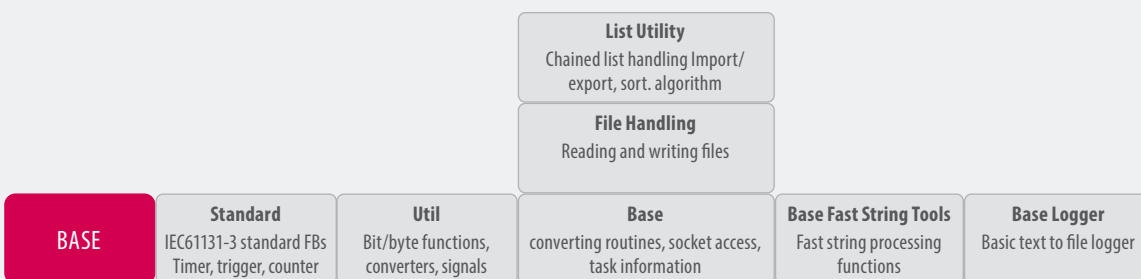 List Utility
Chained list handling Import/
export, sort. algorithm
File Handling
Reading and writing files
BASE
Standard
IEC61131-3 standard FBs
Timer, trigger, counter
Util
Bit/byte functions,
converters, signals
Base
converting routines, socket access,
task information
Base Fast String Tools
Fast string processing
functions
Base Logger
Basic text to file logger